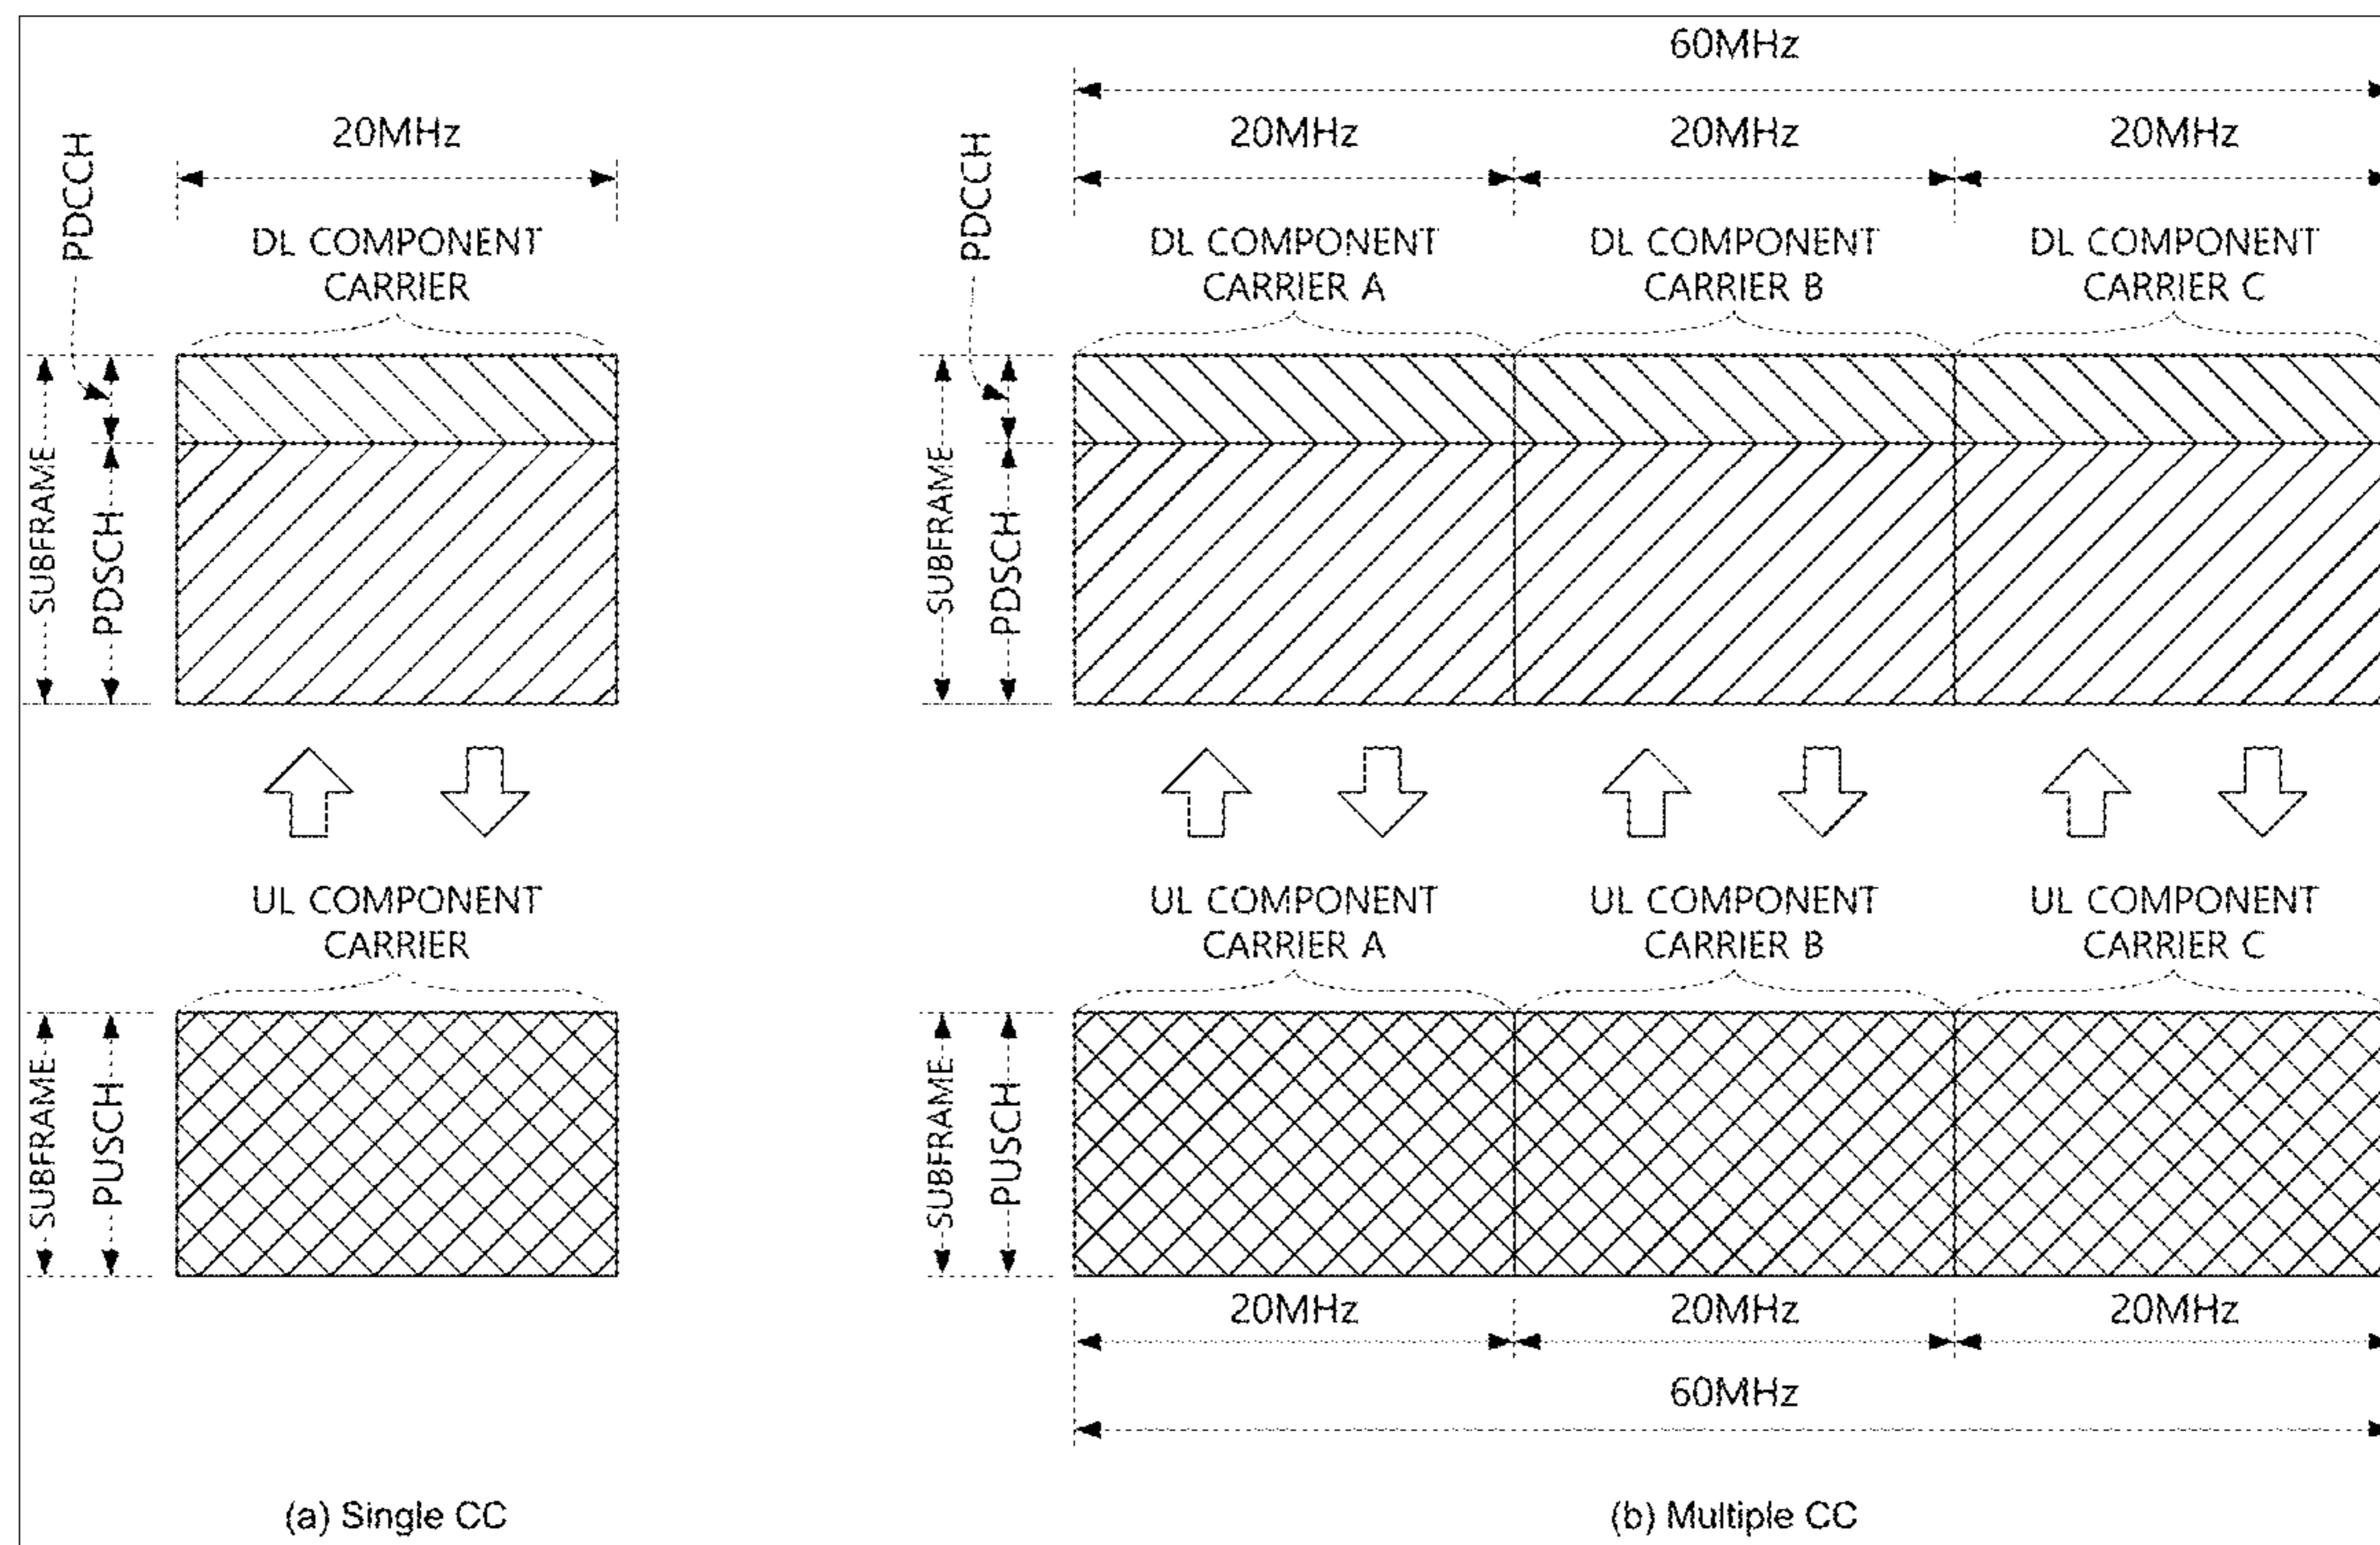 60MHz
20MHz
20MHz
20MHz
20MHz
PDCCH
PDCCH
DL COMPONENT
CARRIER
DL COMPONENT
CARRIER A
DL COMPONENT
CARRIER B
DL COMPONENT
CARRIER C
SUBFRAME
PDSCH
SUBFRAME
PDSCH
UL COMPONENT
CARRIER
UL COMPONENT
CARRIER A
UL COMPONENT
CARRIER B
UL COMPONENT
CARRIER C
SUBFRAME
PUSCH
SUBFRAME
PUSCH
20MHz
20MHz
20MHz
60MHz
(a) Single CC
(b) Multiple CC